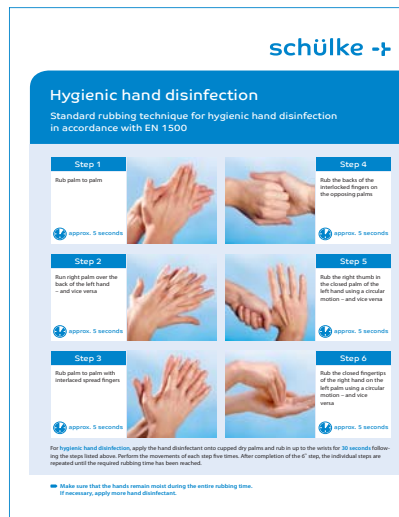 schülke -+
Hygienic hand disinfection
Standard rubbing technique for hygienic hand disinfection
in accordance with EN 1500
Step 1
Rub palm to palm
approx. 5 seconds
Step 2
Run right palm over the
back of the left hand
– and vice versa
approx. 5 seconds
Step 3
Rub palm to palm with
interlaced spread fingers
approx. 5 seconds
Step 4
Rub the backs of the
interlocked fingers on
the opposing palms
approx. 5 seconds
Step 5
Rub the right thumb in
the closed palm of the
left hand using a circular
motion – and vice versa
approx. 5 seconds
Step 6
Rub the closed fingertips
of the right hand on the
left palm using a circular
motion – and vice
versa
approx. 5 seconds
For hygienic hand disinfection, apply the hand disinfectant onto cupped dry palms and rub in up to the wrists for 30 seconds follow-
ing the steps listed above. Perform the movements of each step five times. After completion of the 6" step, the individual steps are
repeated until the required rubbing time has been reached.
Make sure that the hands remain moist during the entire rubbing time.
If necessary, apply more hand disinfectant.